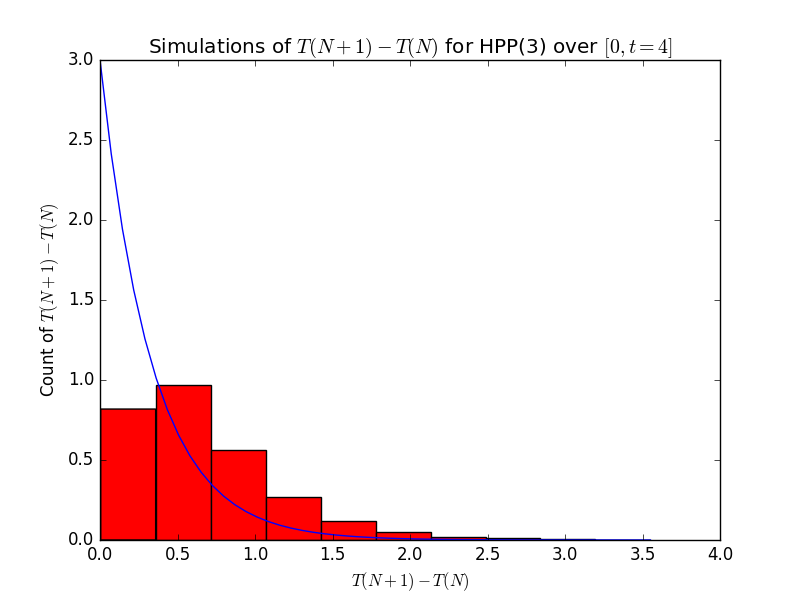 Simulations of T(N+1)−T(N) for HPP(3) over [0,t=4]
3.0
2.5
2.0
1.5
1.0
0.5
0.0
Count of T(N+1)−T(N)
0.0 0.5 1.0 1.5 2.0 2.5 3.0 3.5 4.0
T(N+1)−T(N)